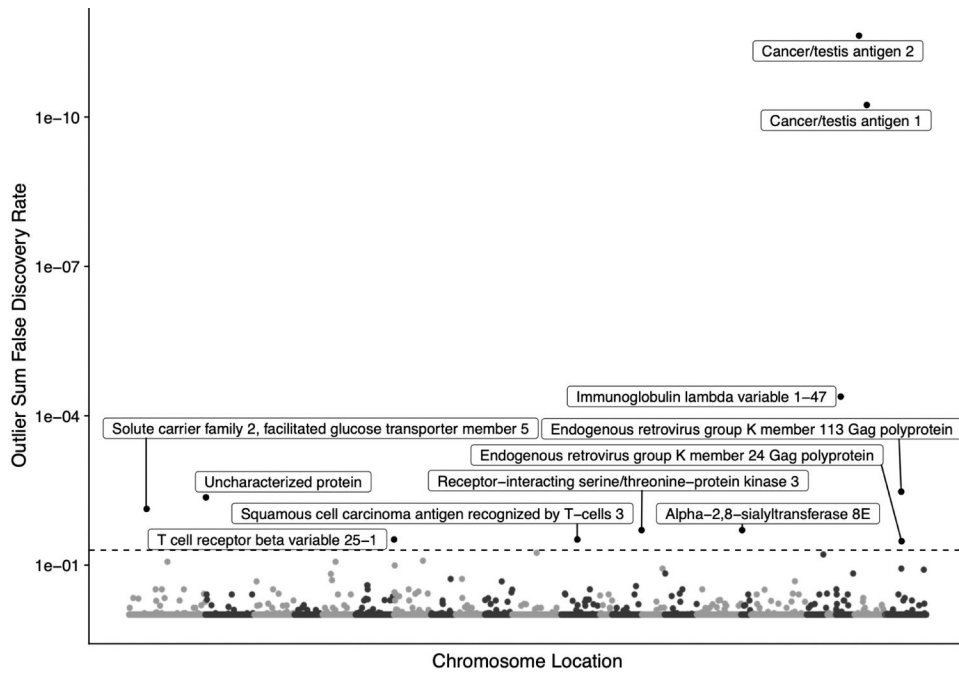 Cancer/testis antigen 2
1e−10
Cancer/testis antigen 1
Outlier Sum False Discovery Rate
1e−07
Immunoglobulin lambda variable 1−47
1e−04
Solute carrier family 2, facilitated glucose transporter member 5
Endogenous retrovirus group K member 113 Gag polyprotein
Endogenous retrovirus group K member 24 Gag polyprotein
Uncharacterized protein
Receptor−interacting serine/threonine−protein kinase 3
Squamous cell carcinoma antigen recognized by T−cells 3
Alpha−2,8−sialyltransferase 8E
T cell receptor beta variable 25−1
1e−01
Chromosome Location